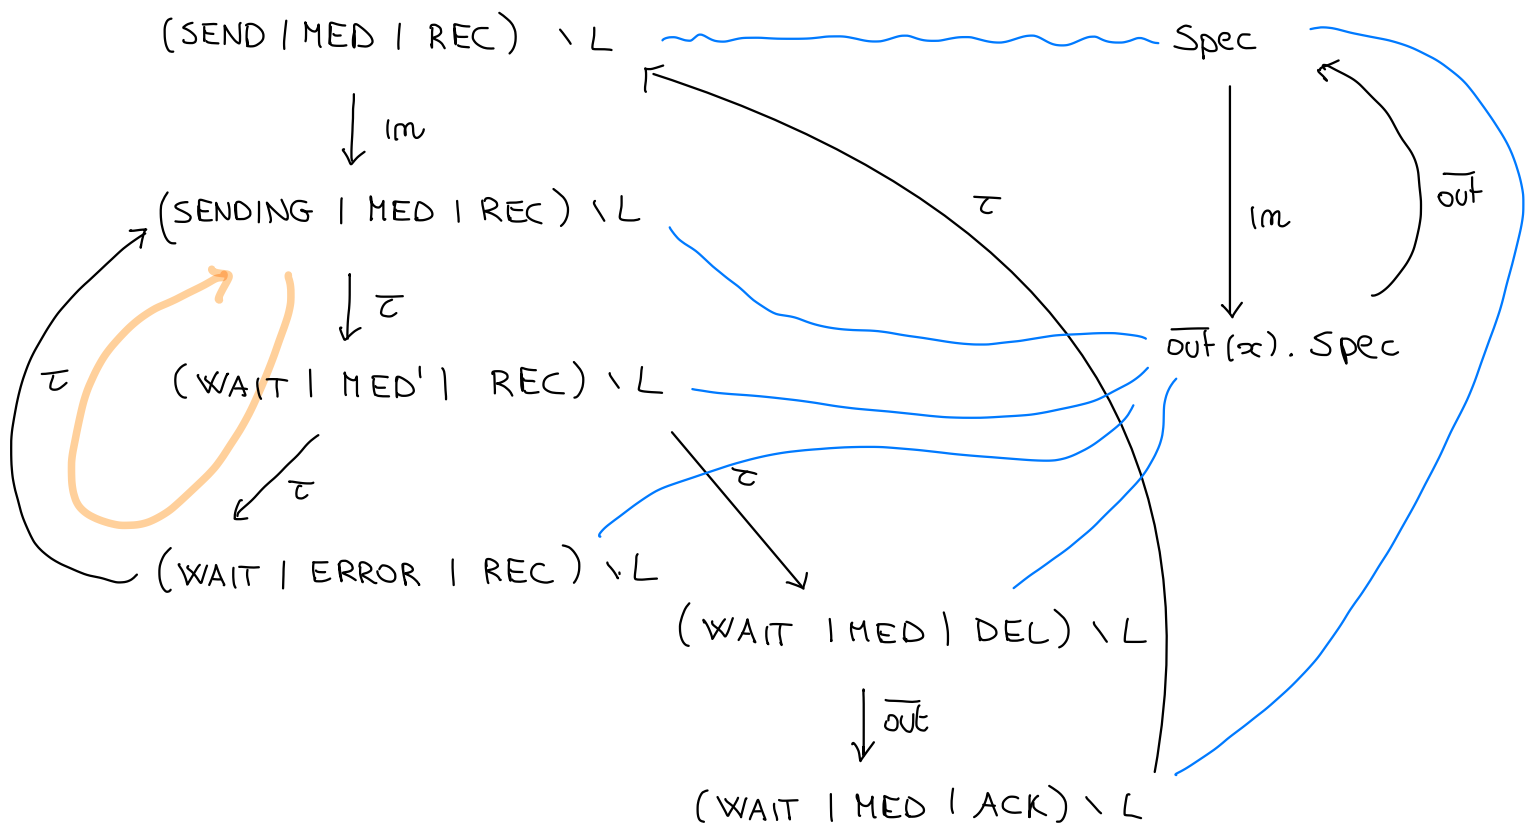 (SEND | MED | REC) \ L Spec
in
(SENDING | MED | REC) \ L
τ
in
out̅
τ
out̅(x). Spec
τ
(WAIT | MED' | REC) \ L
τ
τ
(WAIT | ERROR | REC) \ L
(WAIT | MED | DEL) \ L
out̅
(WAIT | MED | ACK) \ L